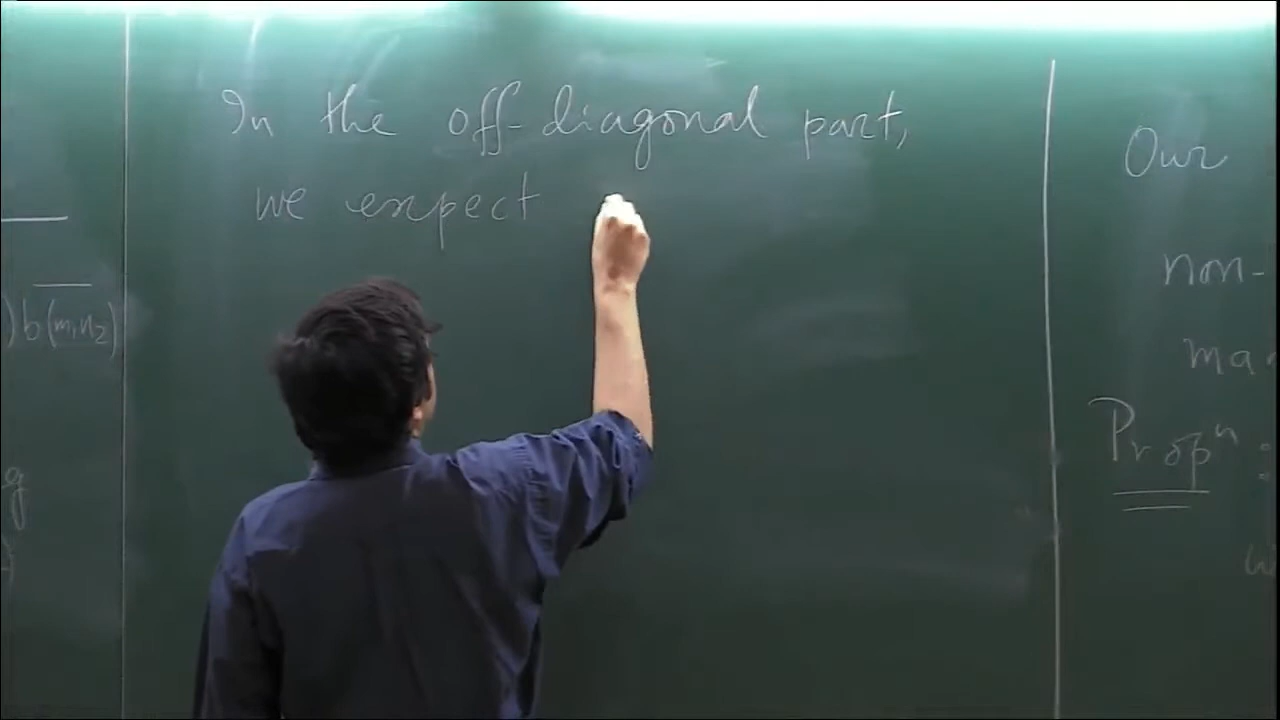 )b(m,n₂)
g
In the off-diagonal part,
we expect
Our
non-
ma
Propⁿ :
w